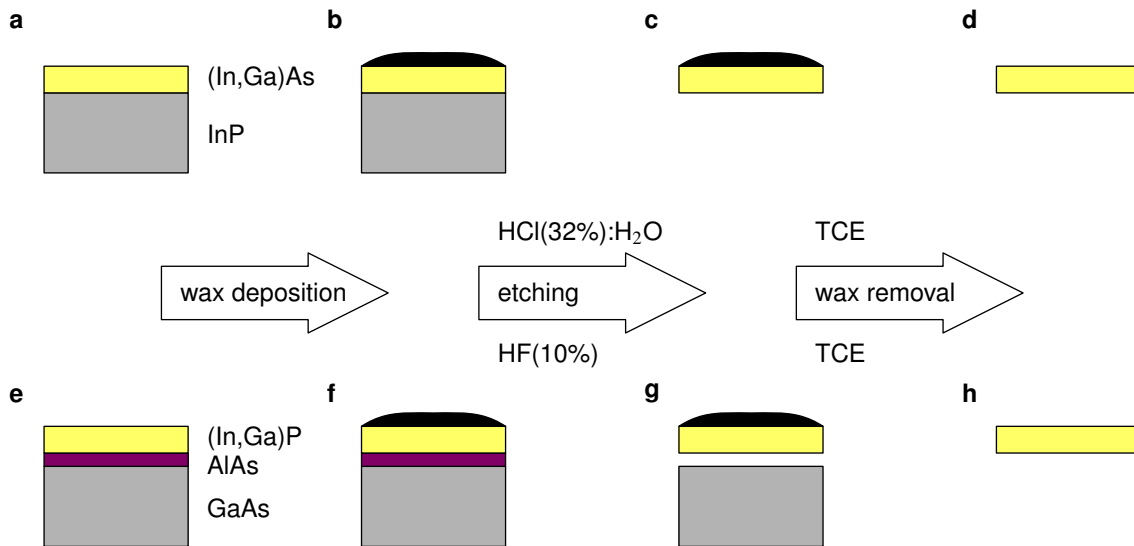 a
b
c
d
(In,Ga)As
InP
HCl(32%):H₂O
TCE
wax deposition
etching
wax removal
HF(10%)
TCE
e
f
g
h
(In,Ga)P
AlAs
GaAs